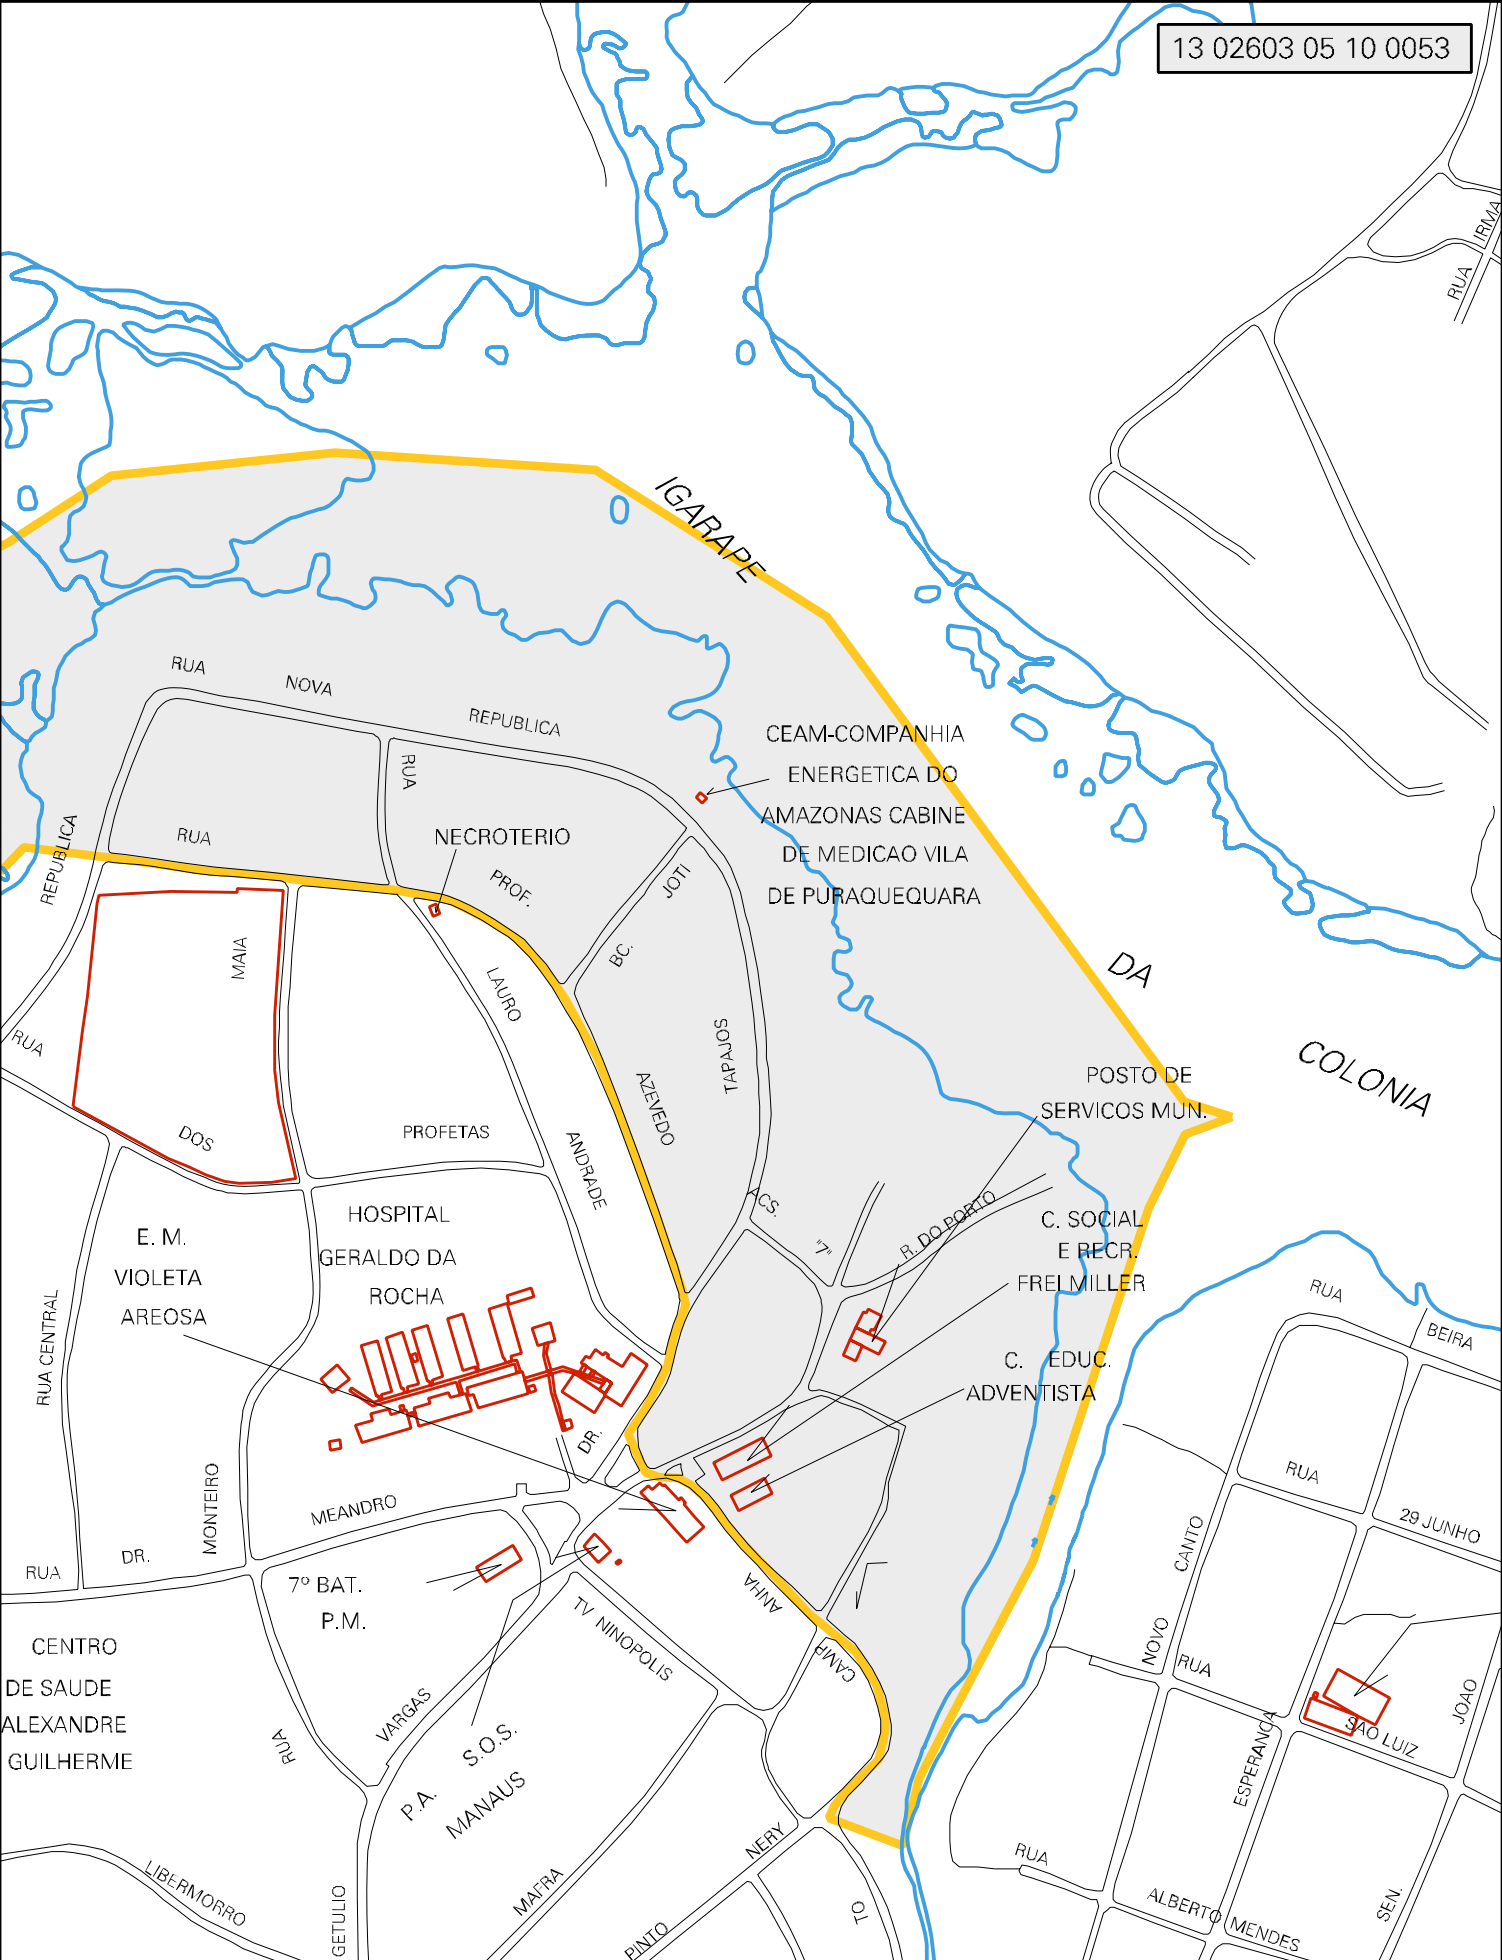 13 02603 05 10 0053
RUA IRMA
IGARAPE
DA
COLONIA
RUA
NOVA
REPUBLICA
RUA
CEAM-COMPANHIA
ENERGETICA DO
AMAZONAS CABINE
DE MEDICAO VILA
DE PURAQUEQUARA
REPUBLICA
RUA
RUA
NECROTERIO
PROF.
JOTI
BC.
MAIA
LAURO
TAPAJOS
AZEVEDO
POSTO DE
SERVICOS MUN.
DOS
PROFETAS
ANDRADE
ACS.
"7"
R. DO PORTO
C. SOCIAL
E RECR.
FREI MILLER
HOSPITAL
GERALDO DA
ROCHA
E. M.
VIOLETA
AREOSA
RUA CENTRAL
C. EDUC.
ADVENTISTA
RUA
BEIRA
RUA
29 JUNHO
DR.
MONTEIRO
MEANDRO
RUA
DR.
7º BAT.
P.M.
TV NINOPOLIS
ANHA
CAMP
NOVO
CANTO
RUA
SAO LUIZ
JOAO
ESPERANCA
CENTRO
DE SAUDE
ALEXANDRE
GUILHERME
RUA
VARGAS
S.O.S.
P.A.
MANAUS
NERY
MAFRA
PINTO
TO
LIBERMORRO
GETULIO
RUA
ALBERTO MENDES
SEN.